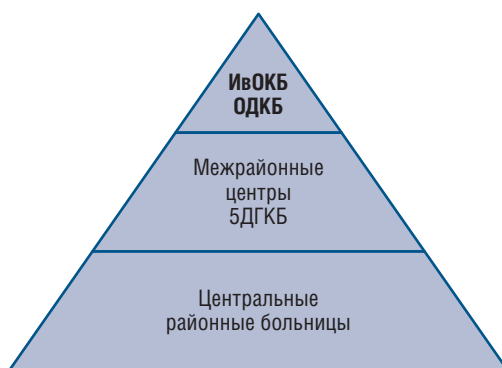 ИвОКБ
ОДКБ
Межрайонные
центры
5ДГКБ
Центральные
районные больницы